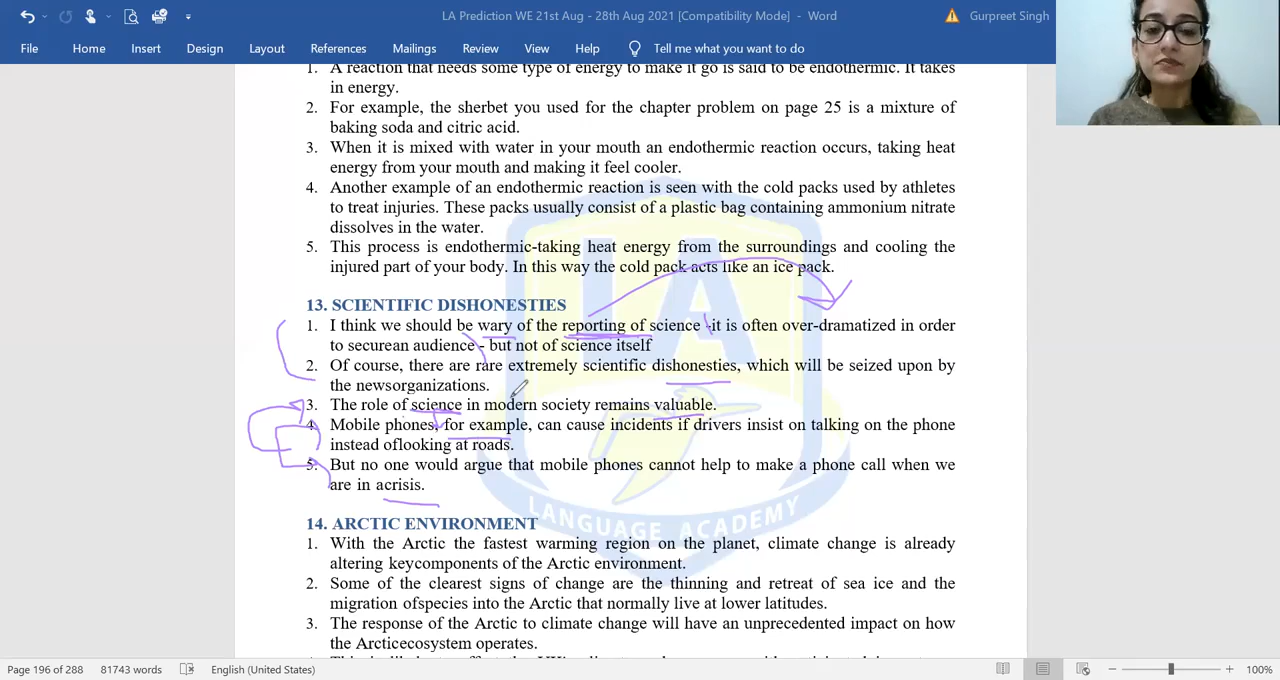 LA Prediction WE 21st Aug - 28th Aug 2021 [Compatibility Mode] - Word
Gurpreet Singh
File Home Insert Design Layout References Mailings Review View Help Tell me what you want to do
1. A reaction that needs some type of energy to make it go is said to be endothermic. It takes
in energy.
2. For example, the sherbet you used for the chapter problem on page 25 is a mixture of
baking soda and citric acid.
3. When it is mixed with water in your mouth an endothermic reaction occurs, taking heat
energy from your mouth and making it feel cooler.
4. Another example of an endothermic reaction is seen with the cold packs used by athletes
to treat injuries. These packs usually consist of a plastic bag containing ammonium nitrate
dissolves in the water.
5. This process is endothermic-taking heat energy from the surroundings and cooling the
injured part of your body. In this way the cold pack acts like an ice pack.
13. SCIENTIFIC DISHONESTIES
1. I think we should be wary of the reporting of science -it is often over-dramatized in order
to securean audience - but not of science itself
2. Of course, there are rare extremely scientific dishonesties, which will be seized upon by
the newsorganizations.
3. The role of science in modern society remains valuable.
4. Mobile phones, for example, can cause incidents if drivers insist on talking on the phone
instead oflooking at roads.
5. But no one would argue that mobile phones cannot help to make a phone call when we
are in acrisis.
LA
LANGUAGE ACADEMY
14. ARCTIC ENVIRONMENT
1. With the Arctic the fastest warming region on the planet, climate change is already
altering keycomponents of the Arctic environment.
2. Some of the clearest signs of change are the thinning and retreat of sea ice and the
migration ofspecies into the Arctic that normally live at lower latitudes.
3. The response of the Arctic to climate change will have an unprecedented impact on how
the Arcticecosystem operates.
Page 196 of 288 81743 words English (United States) 100%